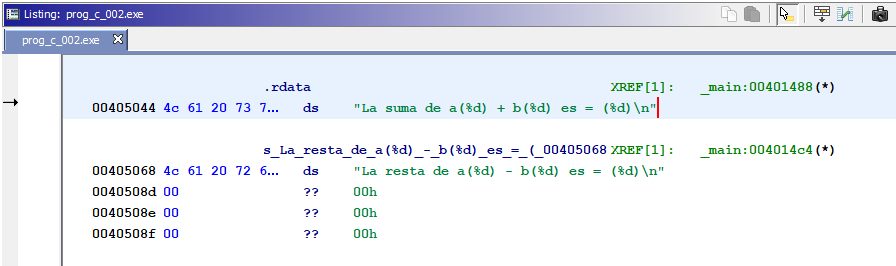 Listing: prog_c_002.exe
prog_c_002.exe
.rdata XREF[1]: _main:00401488(*)
00405044 4c 61 20 73 7... ds "La suma de a(%d) + b(%d) es = (%d)\n"
s_La_resta_de_a(%d)_-_b(%d)_es_=_(_00405068 XREF[1]: _main:004014c4(*)
00405068 4c 61 20 72 6... ds "La resta de a(%d) - b(%d) es = (%d)\n"
0040508d 00 ?? 00h
0040508e 00 ?? 00h
0040508f 00 ?? 00h